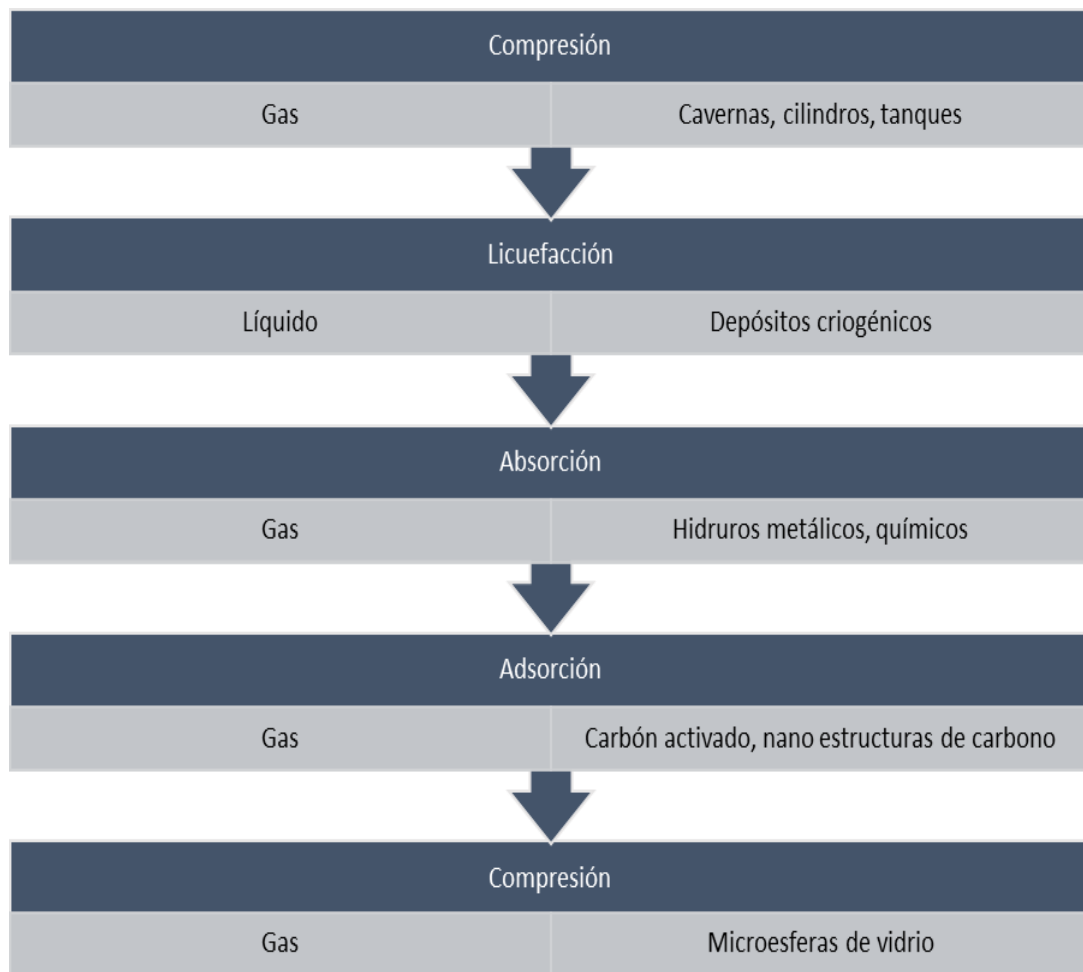 Compresión
Gas
Cavernas, cilindros, tanques
Licuefacción
Líquido
Depósitos criogénicos
Absorción
Gas
Hidruros metálicos, químicos
Adsorción
Gas
Carbón activado, nano estructuras de carbono
Compresión
Gas
Microesferas de vidrio